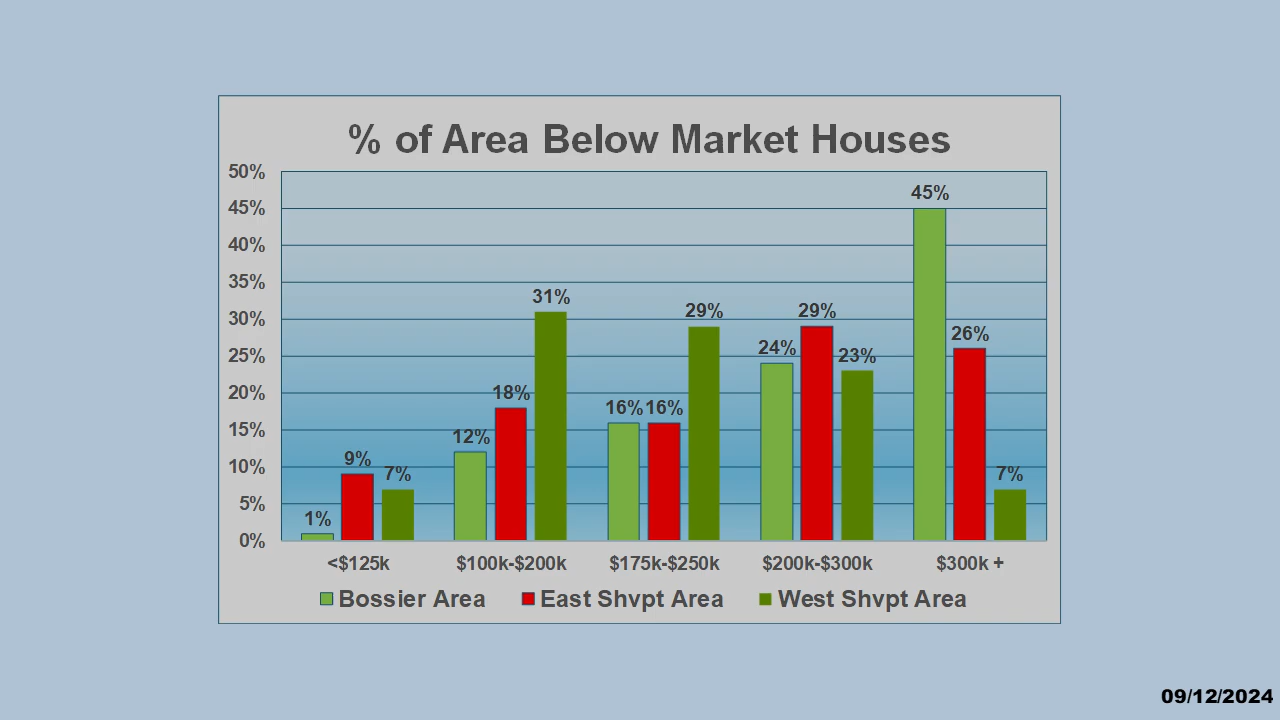 % of Area Below Market Houses
50%
45%
40%
35%
30%
25%
20%
15%
10%
5%
0%
1% 9% 7%
12% 18% 31%
16% 16% 29%
24% 29% 23%
45% 26% 7%
<$125k $100k-$200k $175k-$250k $200k-$300k $300k +
Bossier Area East Shvpt Area West Shvpt Area
09/12/2024